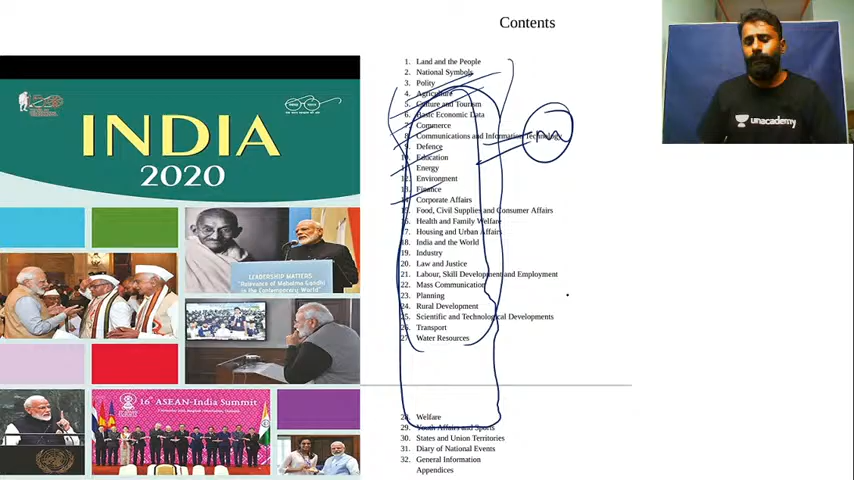 Contents
INDIA
2020
LEADERSHIP MATTERS
"Relevance of Mahatma Gandhi
in the Contemporary World"
16th ASEAN-India Summit
1. Land and the People
2. National Symbols
3. Polity
4. Agriculture
5. Culture and Tourism
6. Basic Economic Data
7. Commerce
8. Communications and Information Technology
9. Defence
10. Education
11. Energy
12. Environment
13. Finance
14. Corporate Affairs
15. Food, Civil Supplies and Consumer Affairs
16. Health and Family Welfare
17. Housing and Urban Affairs
18. India and the World
19. Industry
20. Law and Justice
21. Labour, Skill Development and Employment
22. Mass Communication
23. Planning
24. Rural Development
25. Scientific and Technological Developments
26. Transport
27. Water Resources
28. Welfare
29. Youth Affairs and Sports
30. States and Union Territories
31. Diary of National Events
32. General Information
Appendices
unacademy